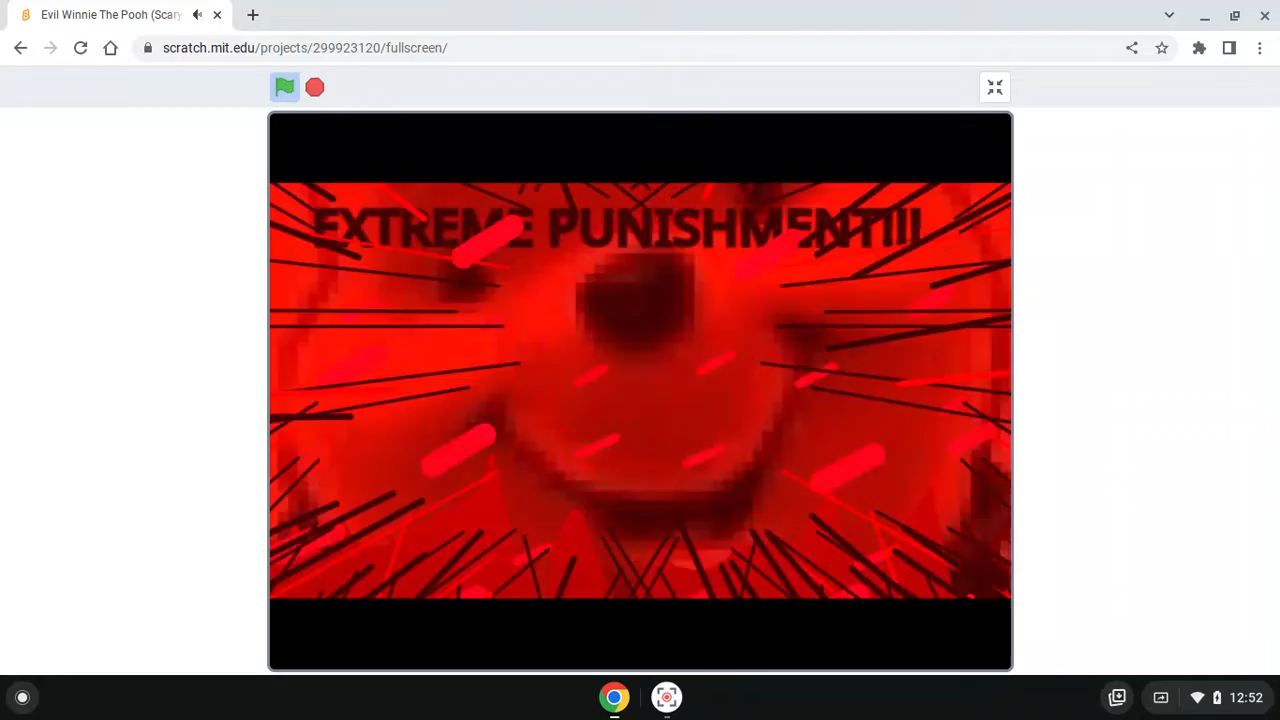 Evil Winnie The Pooh (Scary
scratch.mit.edu/projects/299923120/fullscreen/
EXTREME PUNISHMENT!!!
12:52